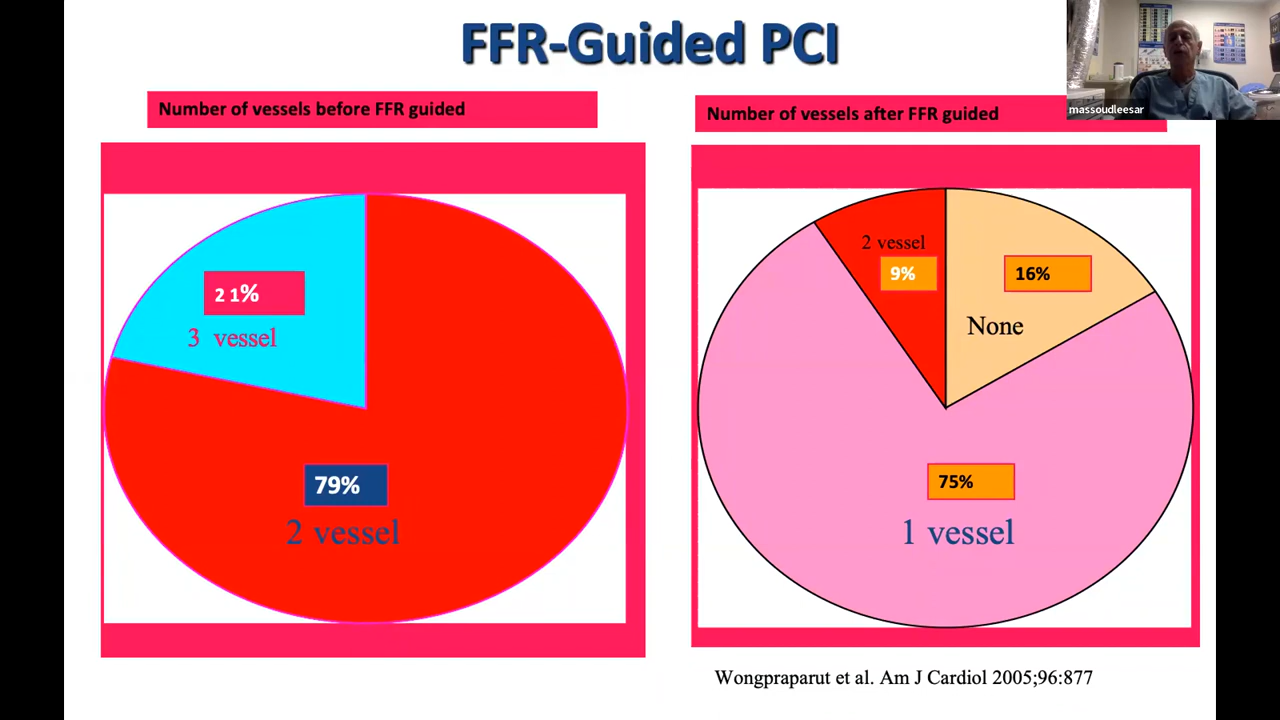 FFR-Guided PCI
massoudleesar
Number of vessels before FFR guided
Number of vessels after FFR guided
2 1%
3 vessel
79%
2 vessel
2 vessel
9%
16%
None
75%
1 vessel
Wongpraparut et al. Am J Cardiol 2005;96:877